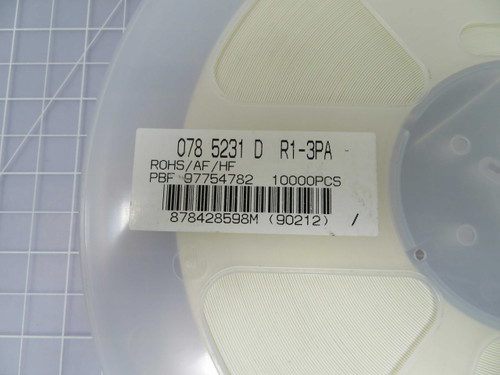 078 5231 D R1-3PA -
ROHS/AF/HF
PBF 97754782 10000PCS
878428598M (90212) /